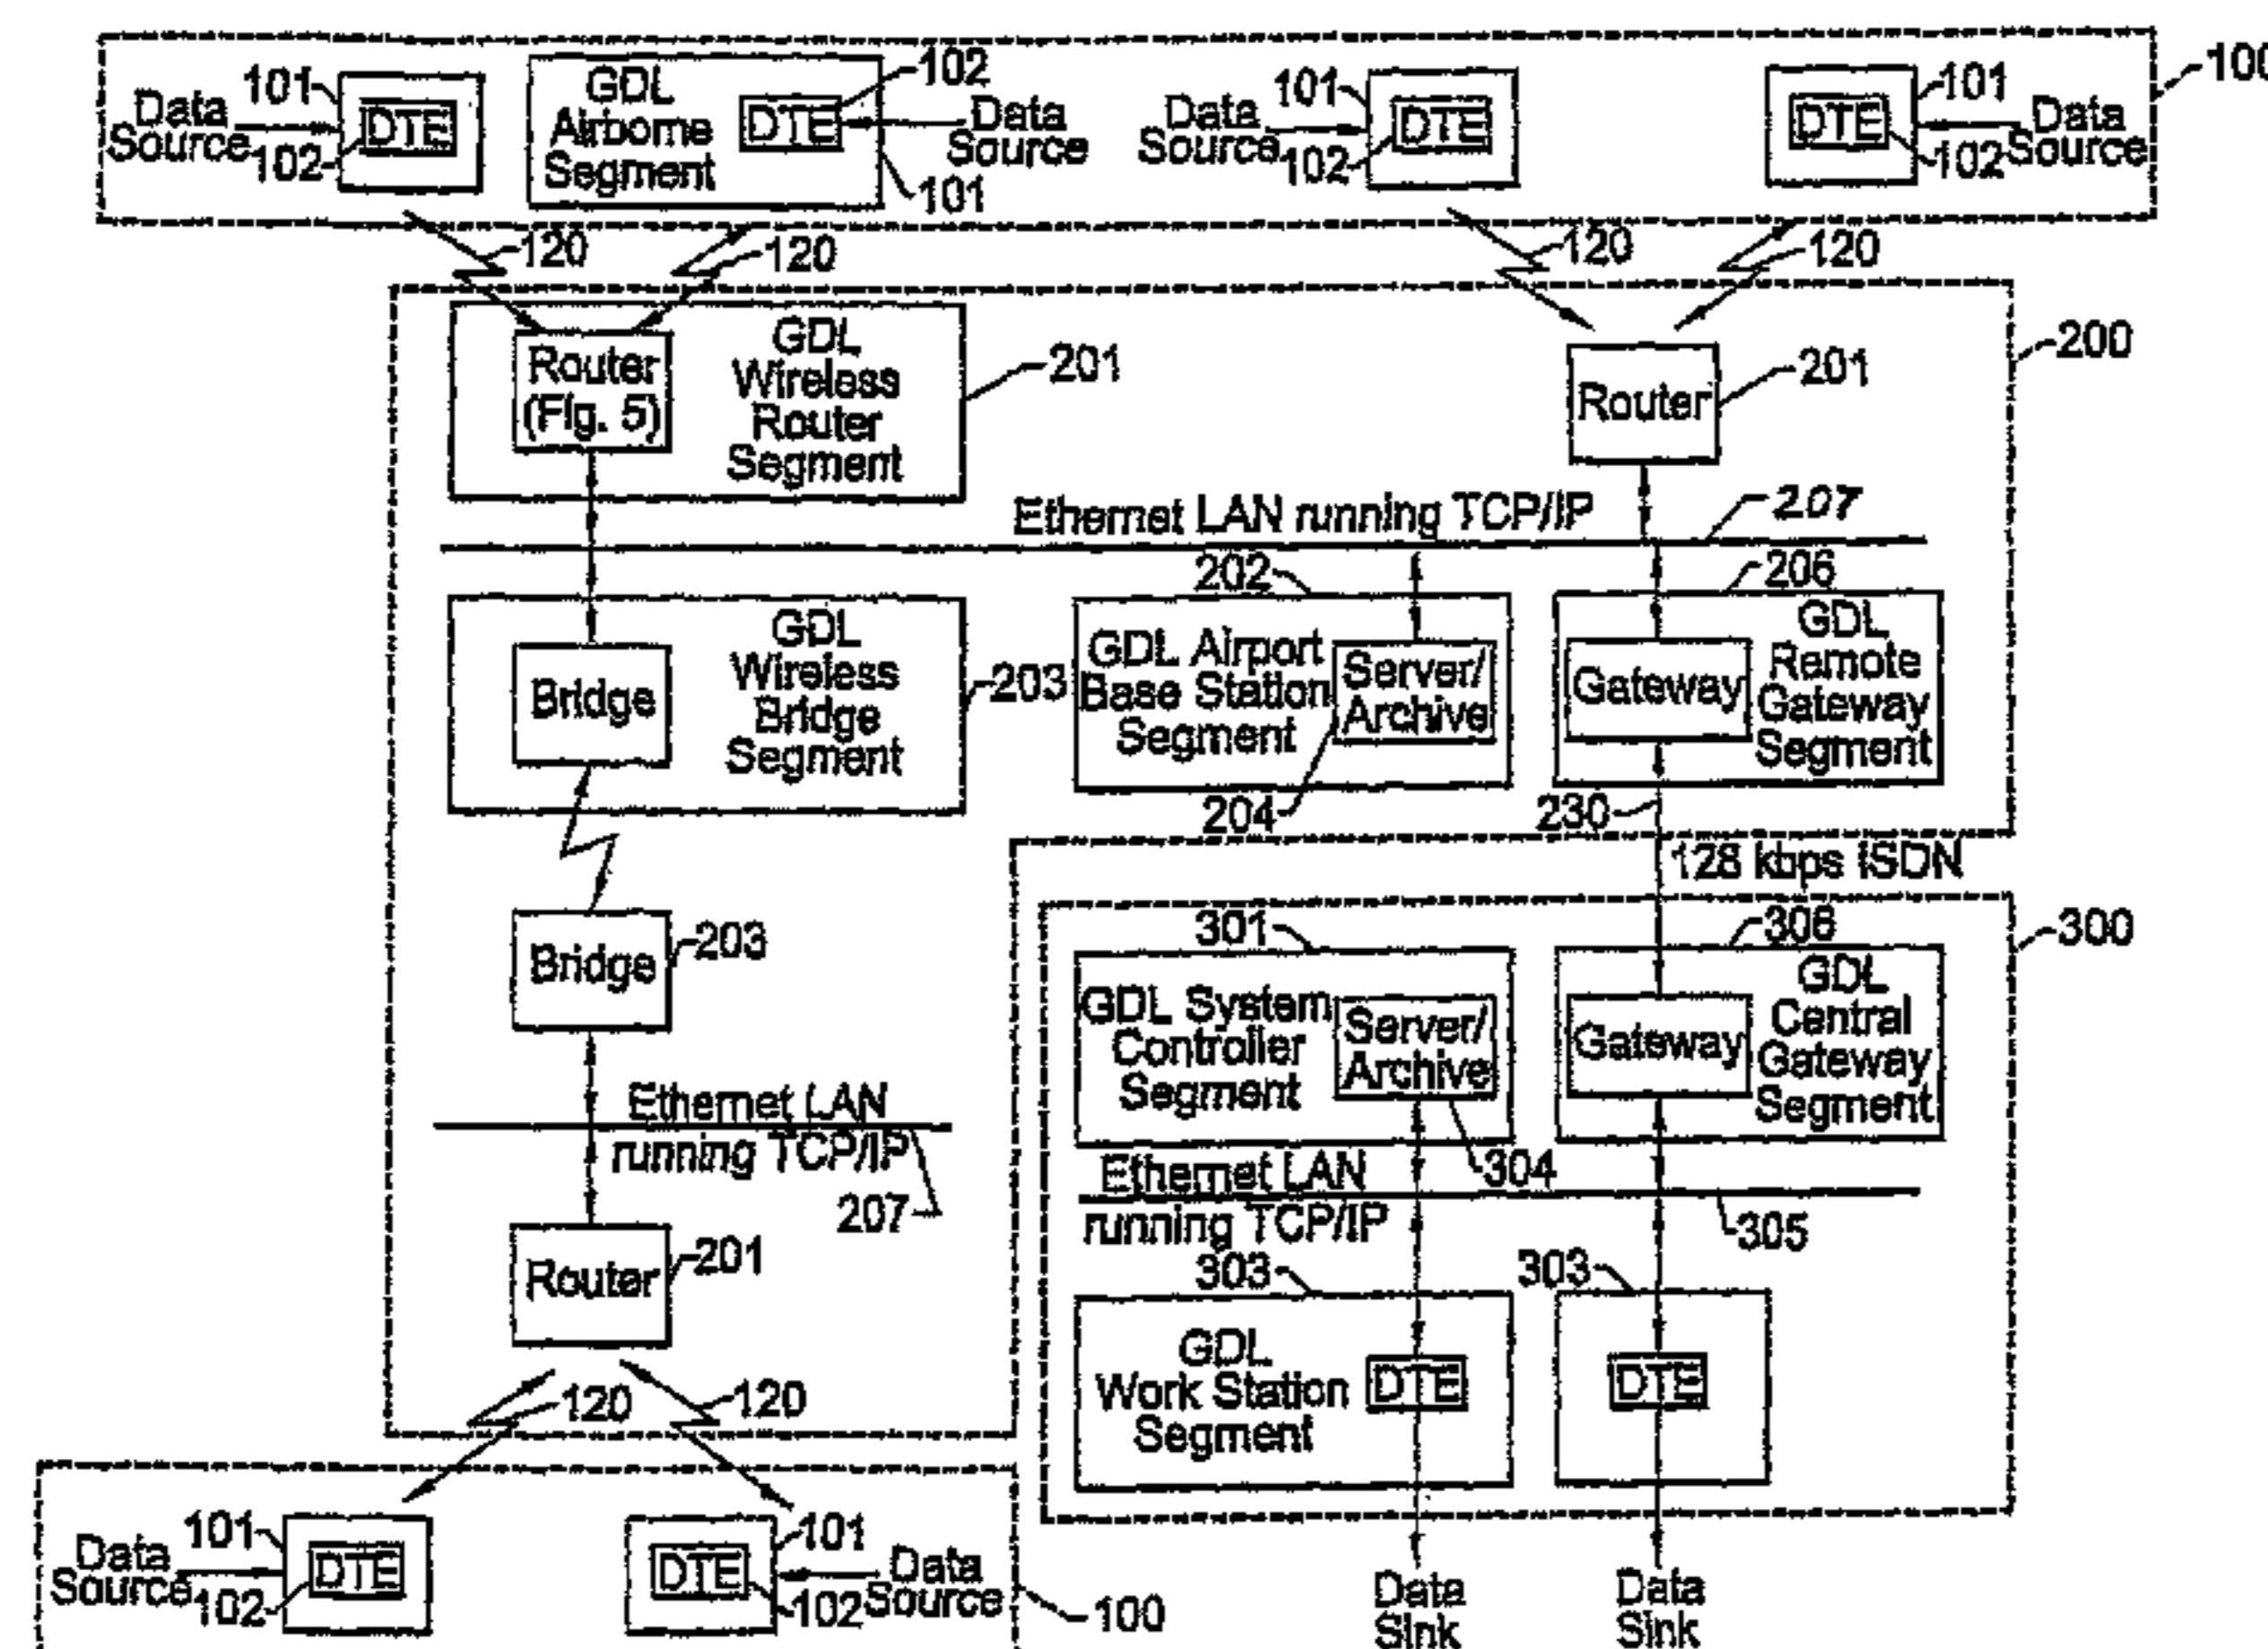 Data
Source
101
102
DTE
GDL
Airborne
Segment
DTE
102
Data
Source
101
Data
Source
101
102
DTE
DTE
101
Data
Source
102
100
120
120
120
120
Router
(Fig. 5)
GDL
Wireless
Router
Segment
201
Router
201
200
Ethernet LAN running TCP/IP
207
Bridge
GDL
Wireless
Bridge
Segment
203
202
GDL Airport
Base Station
Segment
Server/
Archive
204
206
Gateway
GDL
Remote
Gateway
Segment
230
128 kbps ISDN
Bridge
203
Ethernet LAN
running TCP/IP
207
Router
201
120
120
301
GDL System
Controller
Segment
Server/
Archive
304
306
Gateway
GDL
Central
Gateway
Segment
300
Ethernet LAN
running TCP/IP
305
303
GDL
Work Station
Segment
DTE
303
DTE
Data
Sink
Data
Sink
Data
Source
101
102
DTE
DTE
101
102
Data
Source
100